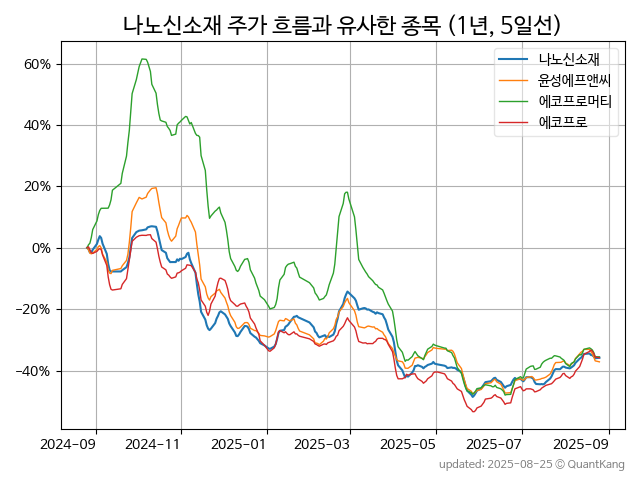 나노신소재 주가 흐름과 유사한 종목 (1년, 5일선)
나노신소재
윤성에프앤씨
에코프로머티
에코프로
60%
40%
20%
0%
−20%
−40%
2024-09
2024-11
2025-01
2025-03
2025-05
2025-07
2025-09
updated: 2025-08-25 © QuantKang